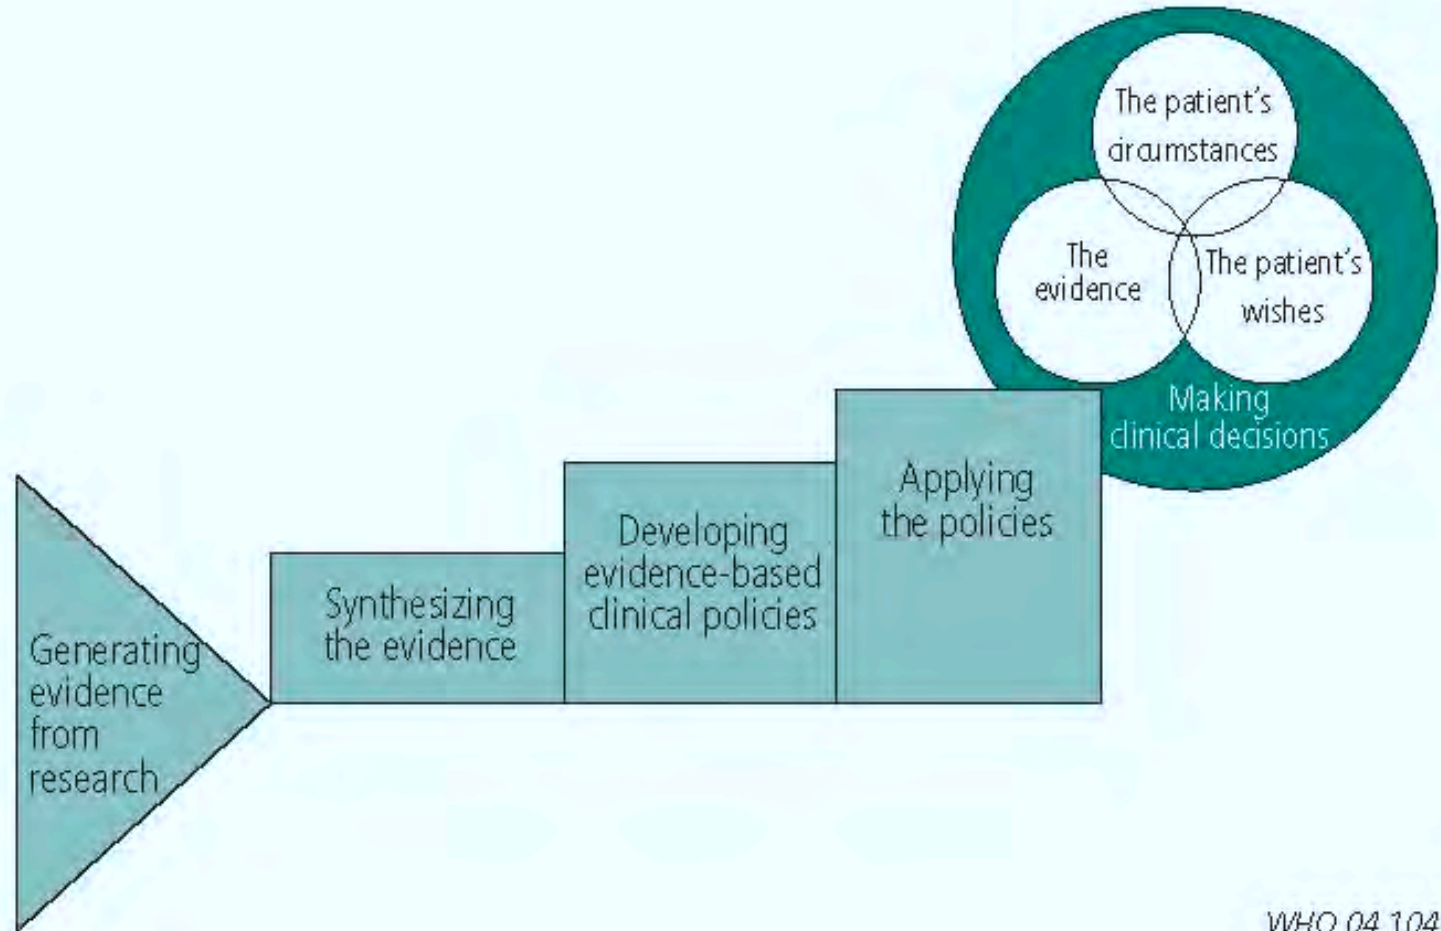 Generating
evidence
from
research
Synthesizing
the evidence
Developing
evidence-based
clinical policies
Applying
the policies
The patient's
circumstances
The
evidence
The patient's
wishes
Making
clinical decisions
WHO 04.104